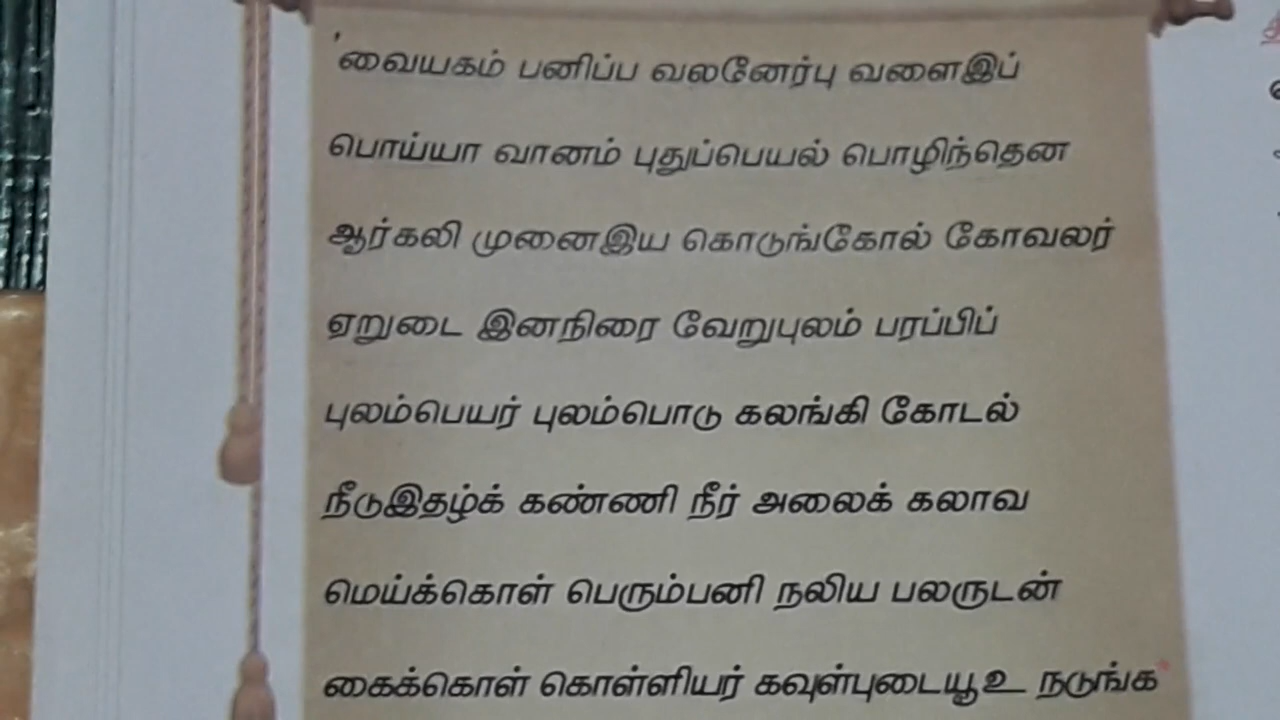 'வையகம் பனிப்ப வலனேர்பு வளைஇப்
பொய்யா வானம் புதுப்பெயல் பொழிந்தென
ஆர்கலி முனைஇய கொடுங்கோல் கோவலர்
ஏறுடை இனநிரை வேறுபுலம் பரப்பிப்
புலம்பெயர் புலம்பொடு கலங்கி கோடல்
நீடுஇதழ்க் கண்ணி நீர் அலைக் கலாவ
மெய்க்கொள் பெரும்பனி நலிய பலருடன்
கைக்கொள் கொள்ளியர் கவுள்புடையூஉ நடுங்க*